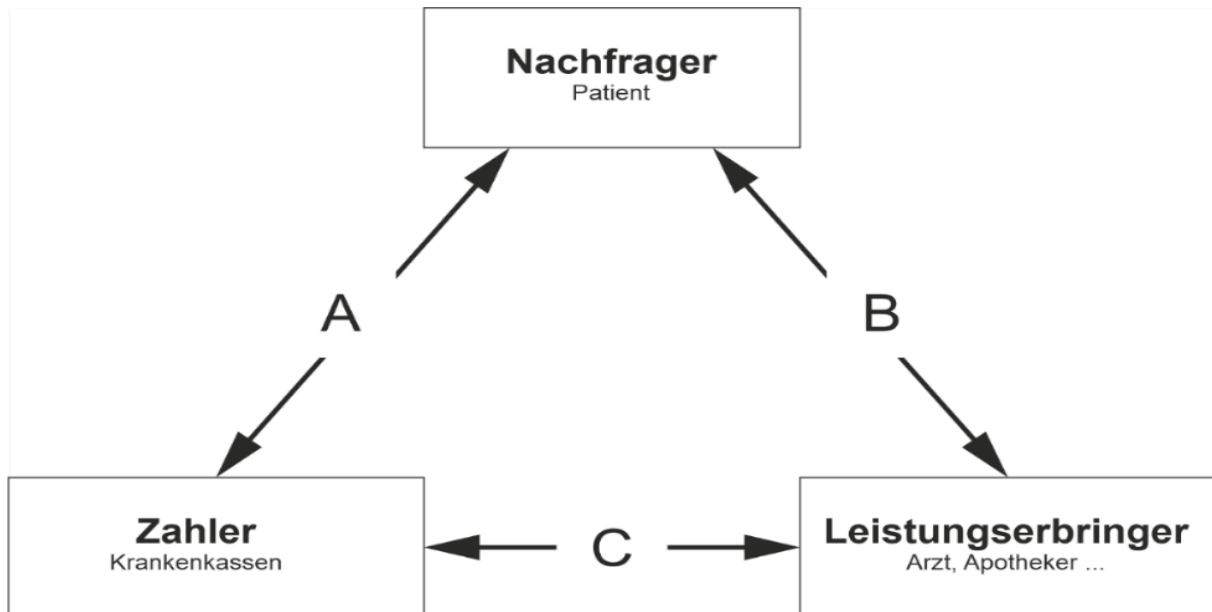 Nachfrager
Patient
A
B
Zahler
Krankenkassen
C
Leistungserbringer
Arzt, Apotheker ...